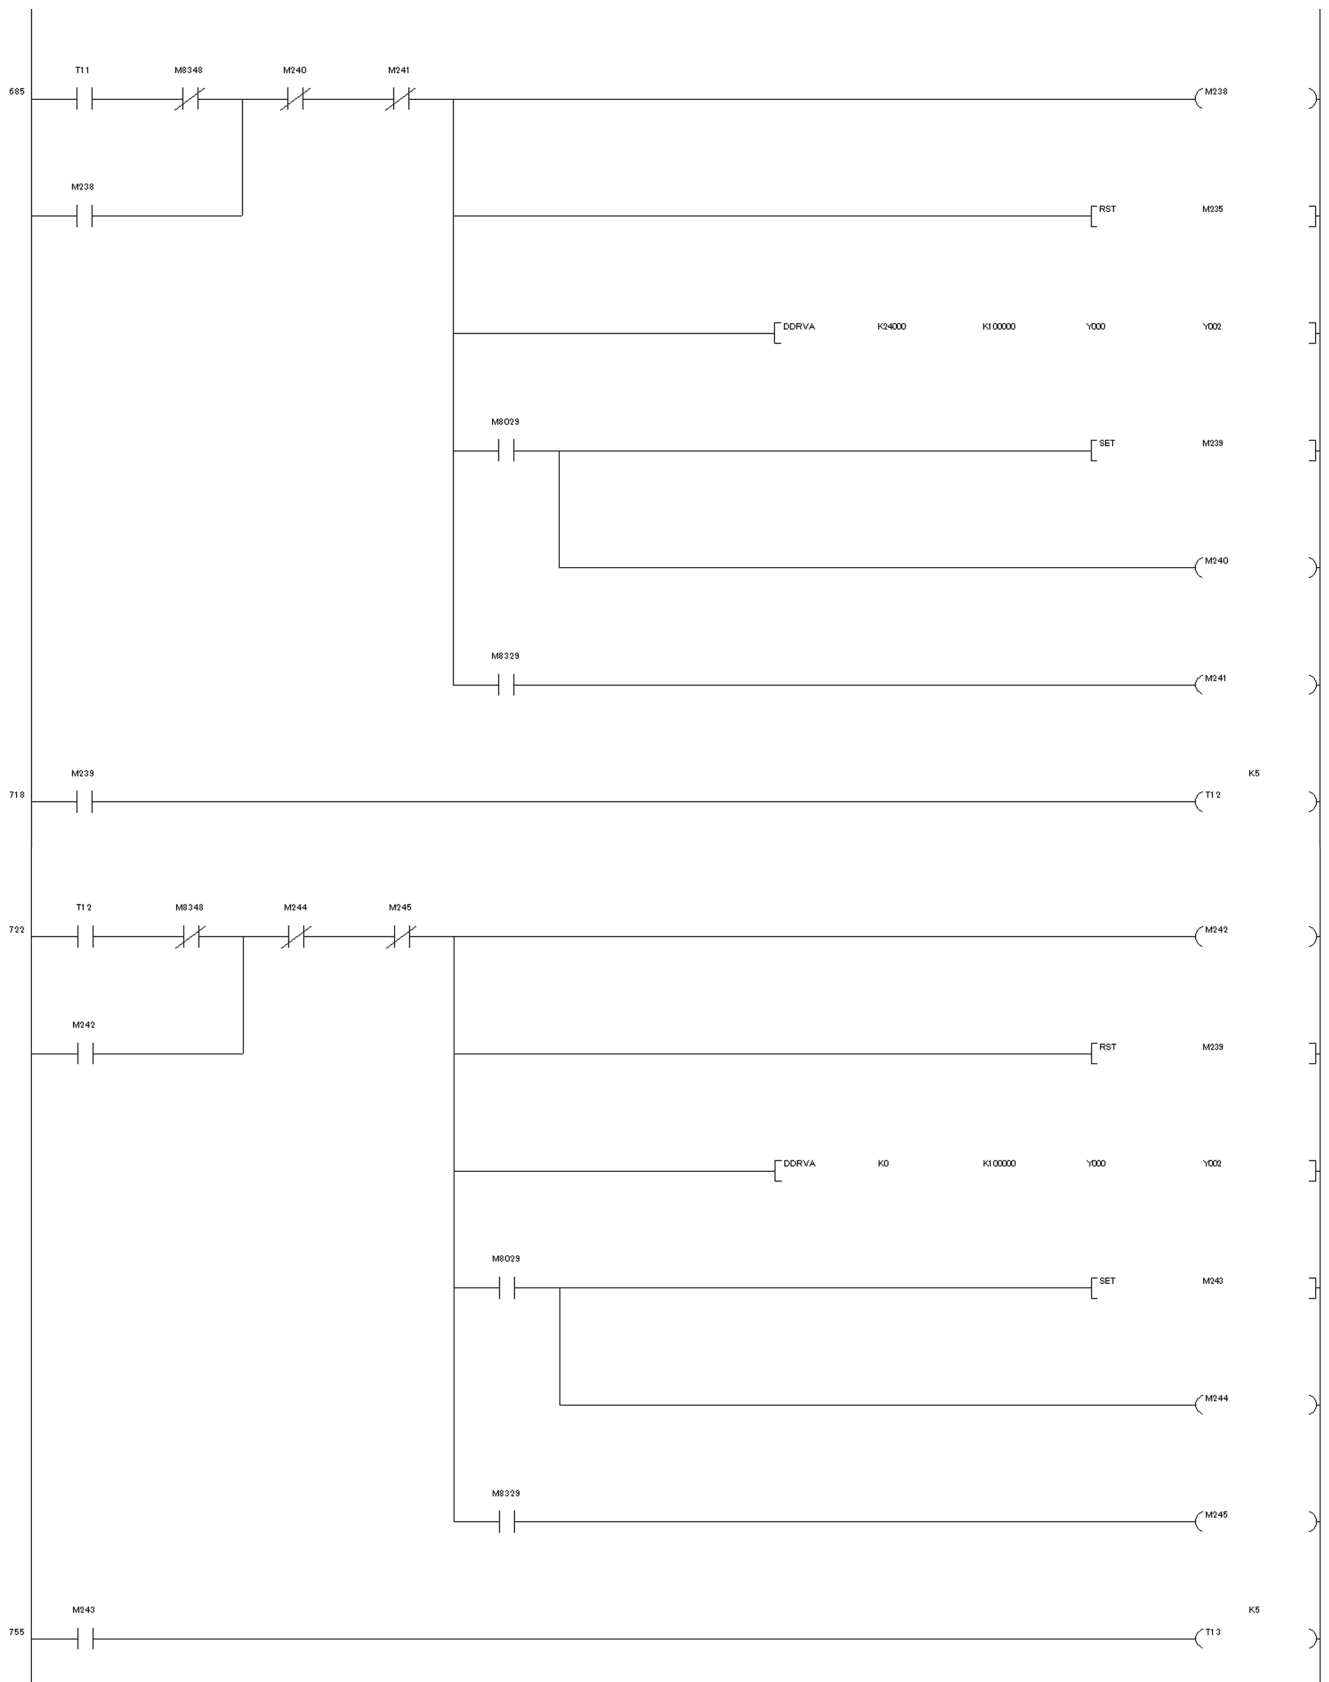 T11 M8348 M240 M241
685 M238
M238
RST M235
DDRVA K24000 K100000 Y000 Y002
M8029
SET M239
M240
M8329
M241
M239 K5
718 T12
T12 M8348 M244 M245
722 M242
M242
RST M239
DDRVA K0 K100000 Y000 Y002
M8029
SET M243
M244
M8329
M245
M243 K5
755 T13